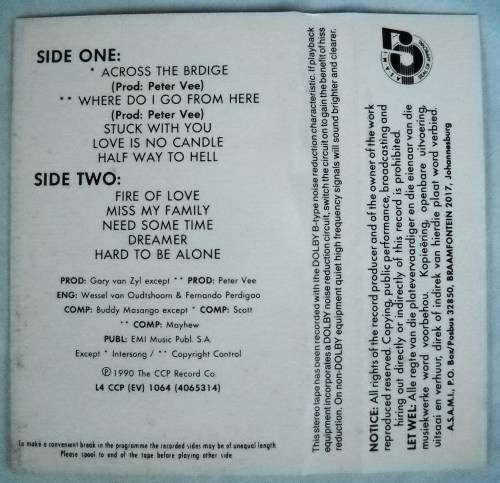 SIDE ONE:
* ACROSS THE BRDIGE
(Prod: Peter Vee)
** WHERE DO I GO FROM HERE
(Prod: Peter Vee)
STUCK WITH YOU
LOVE IS NO CANDLE
HALF WAY TO HELL
SIDE TWO:
FIRE OF LOVE
MISS MY FAMILY
NEED SOME TIME
DREAMER
HARD TO BE ALONE
PROD: Gary van Zyl except ** PROD: Peter Vee
ENG: Wessel van Oudtshoorn & Fernando Perdigao
COMP: Buddy Masango except * COMP: Scott
** COMP: Mayhew
PUBL: EMI Music Publ. S.A.
Except * Intersong / ** Copyright Control
Ⓟ 1990 The CCP Record Co.
L4 CCP (EV) 1064 (4065314)
To make a convenient break in the programme the recorded sides may be of unequal length.
Please spool to end of the tape before playing other side.
This stereo tape has been recorded with the DOLBY B-type noise reduction characteristic. If playback
equipment incorporates a DOLBY noise reduction circuit, switch the circuit on to gain the benefit of hiss
reduction. On non-DOLBY equipment quiet high frequency signals will sound brighter and clearer.
NOTICE: All rights of the record producer and of the owner of the work
reproduced reserved. Copying, public performance, broadcasting and
hiring out directly or indirectly of this record is prohibited.
LET WEL: Alle regte van die platevervaardiger en die eienaar van die
musiekwerke word voorbehou. Kopieëring, openbare uitvoering,
uitsaai en verhuur, direk of indirek van hierdie plaat word verbied.
A.S.A.M.I., P.O. Box/Posbus 32850, BRAAMFONTEIN 2017, Johannesburg